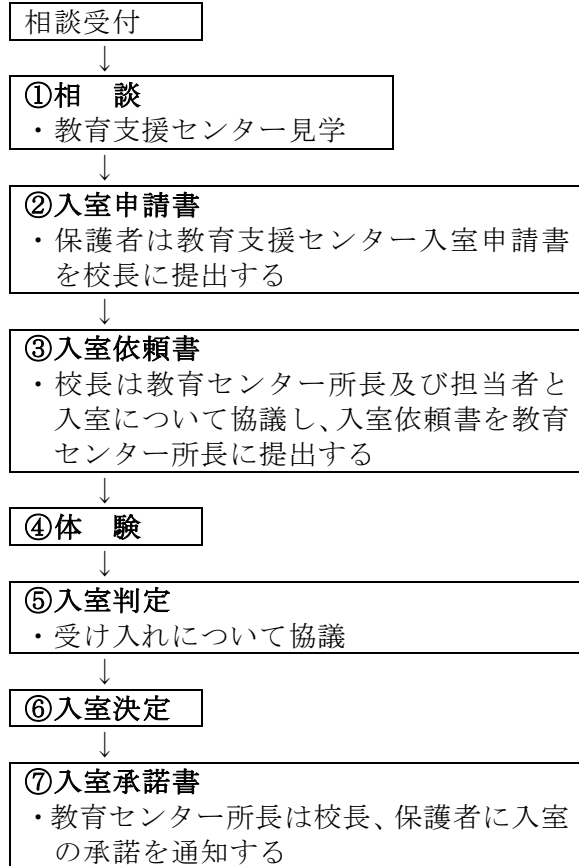 相談受付
↓
①相　談
・教育支援センター見学
↓
②入室申請書
・保護者は教育支援センター入室申請書
を校長に提出する
↓
③入室依頼書
・校長は教育センター所長及び担当者と
入室について協議し、入室依頼書を教育
センター所長に提出する
↓
④体　験
↓
⑤入室判定
・受け入れについて協議
↓
⑥入室決定
↓
⑦入室承諾書
・教育センター所長は校長、保護者に入室
の承諾を通知する